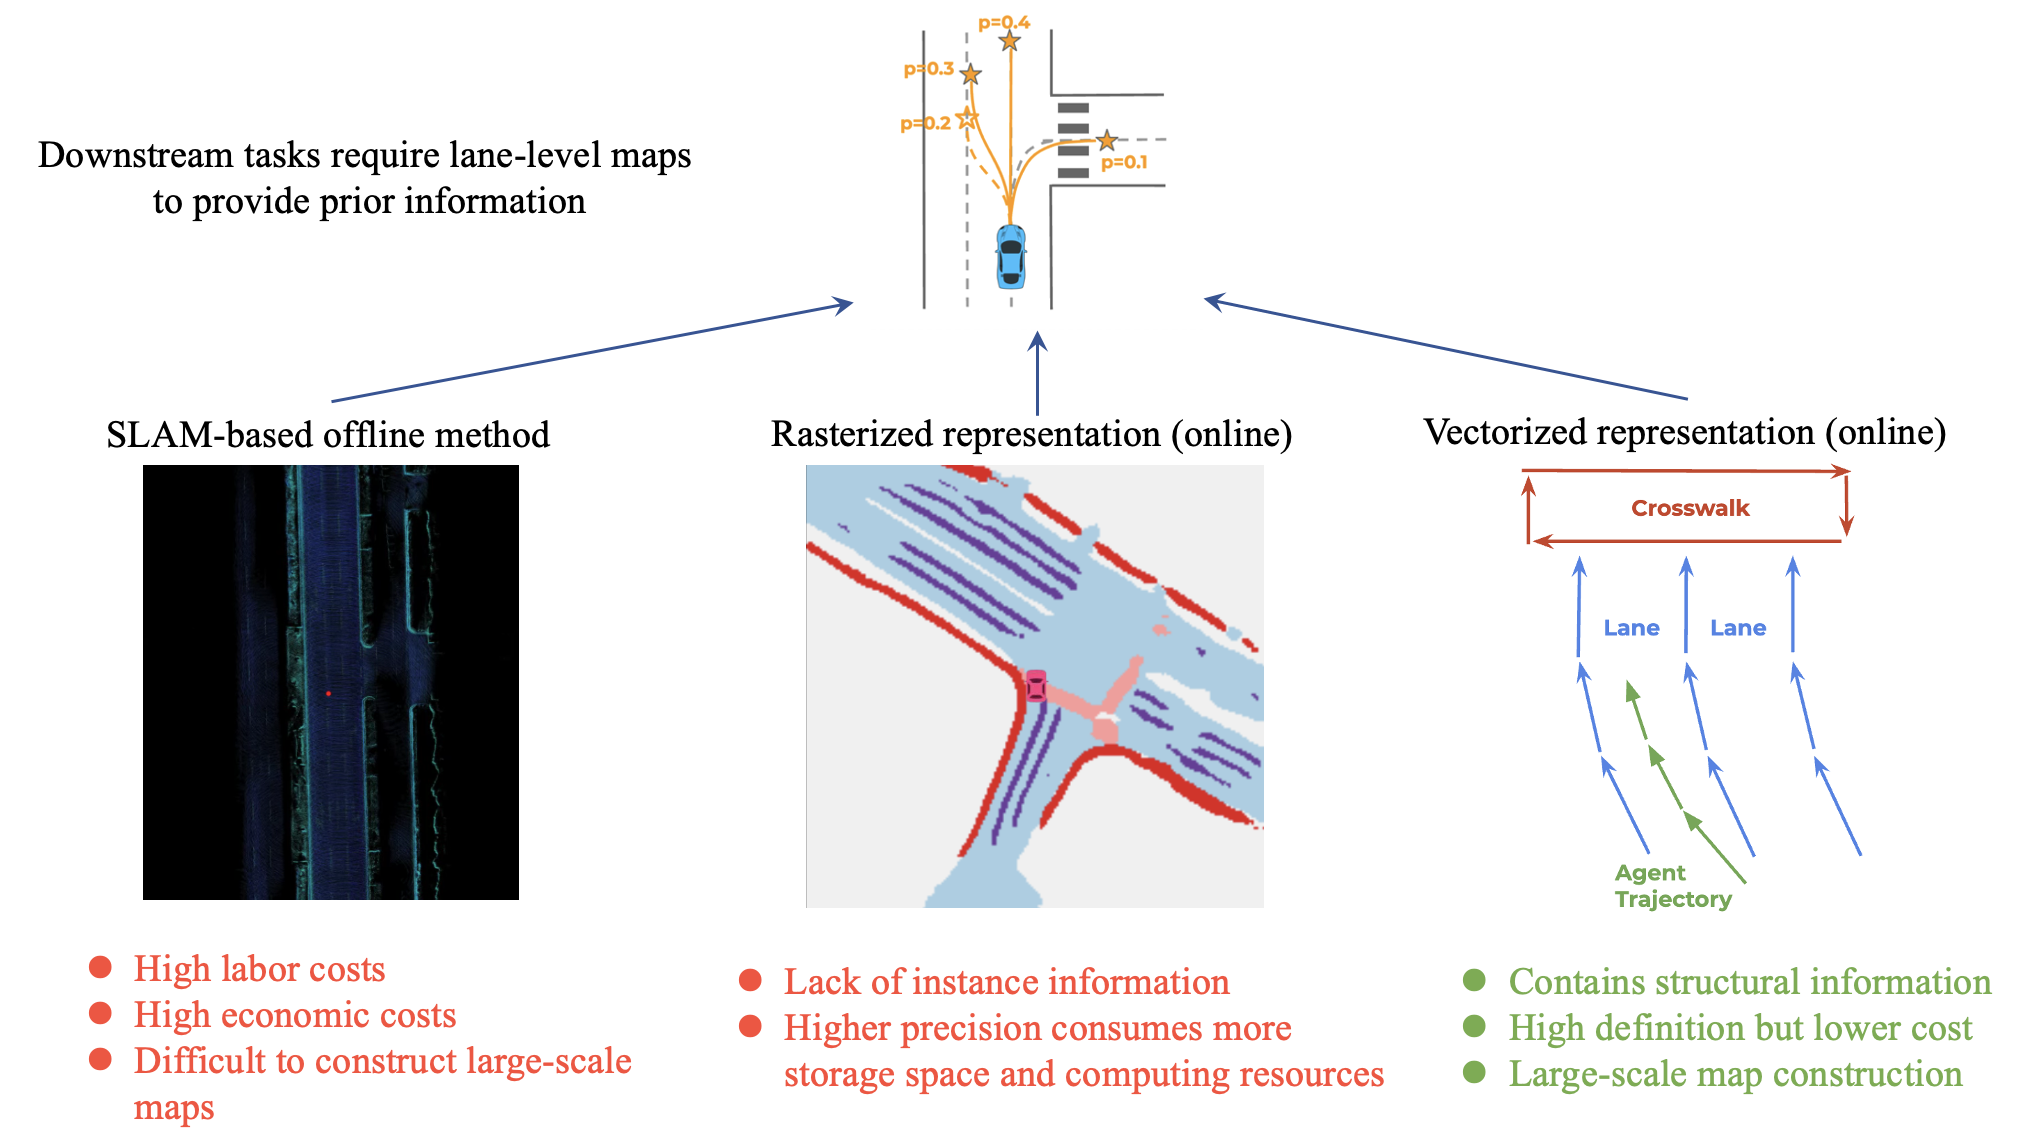 p=0.4
p=0.3
p=0.2
p=0.1
Downstream tasks require lane-level maps
to provide prior information
SLAM-based offline method
Rasterized representation (online)
Vectorized representation (online)
Crosswalk
Lane
Lane
Agent
Trajectory
High labor costs
High economic costs
Difficult to construct large-scale
maps
Lack of instance information
Higher precision consumes more
storage space and computing resources
Contains structural information
High definition but lower cost
Large-scale map construction